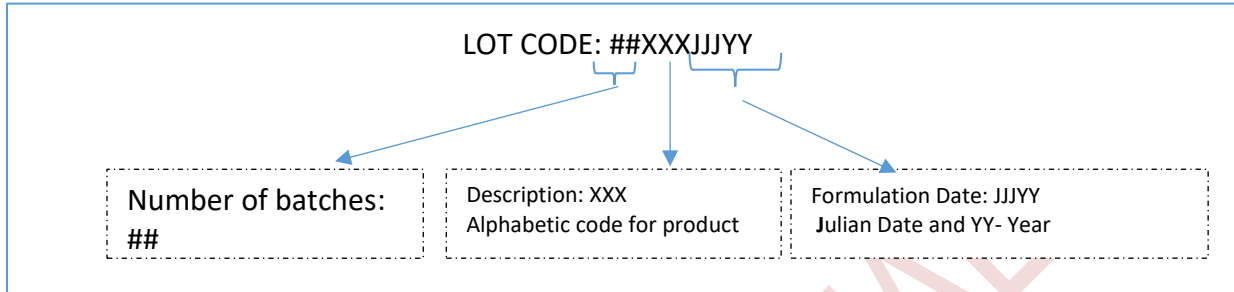 LOT CODE: ##XXXJJJYY
Number of batches:
##
Description: XXX
Alphabetic code for product
Formulation Date: JJJYY
Julian Date and YY- Year